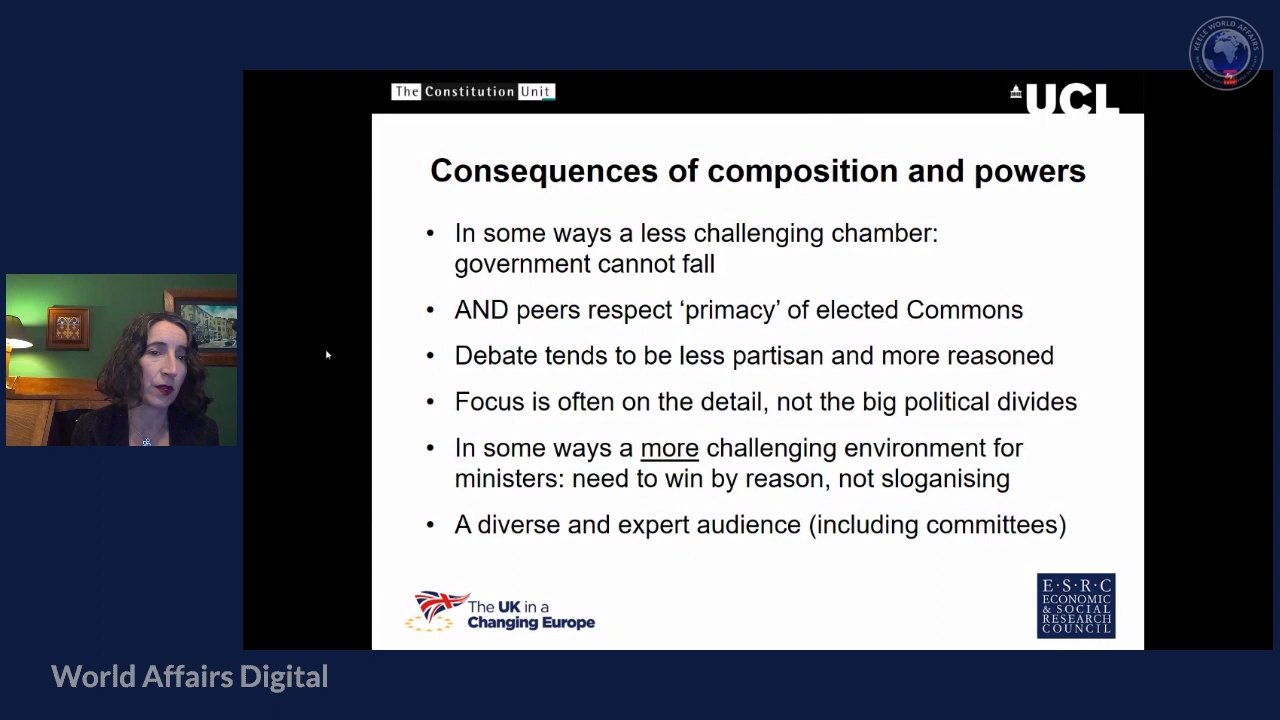 KEELE WORLD AFFAIRS
The Constitution Unit
UCL
Consequences of composition and powers
• In some ways a less challenging chamber:
government cannot fall
• AND peers respect ‘primacy’ of elected Commons
• Debate tends to be less partisan and more reasoned
• Focus is often on the detail, not the big political divides
• In some ways a more challenging environment for
ministers: need to win by reason, not sloganising
• A diverse and expert audience (including committees)
The UK in a
Changing Europe
E·S·R·C
ECONOMIC
& SOCIAL
RESEARCH
COUNCIL
World Affairs Digital